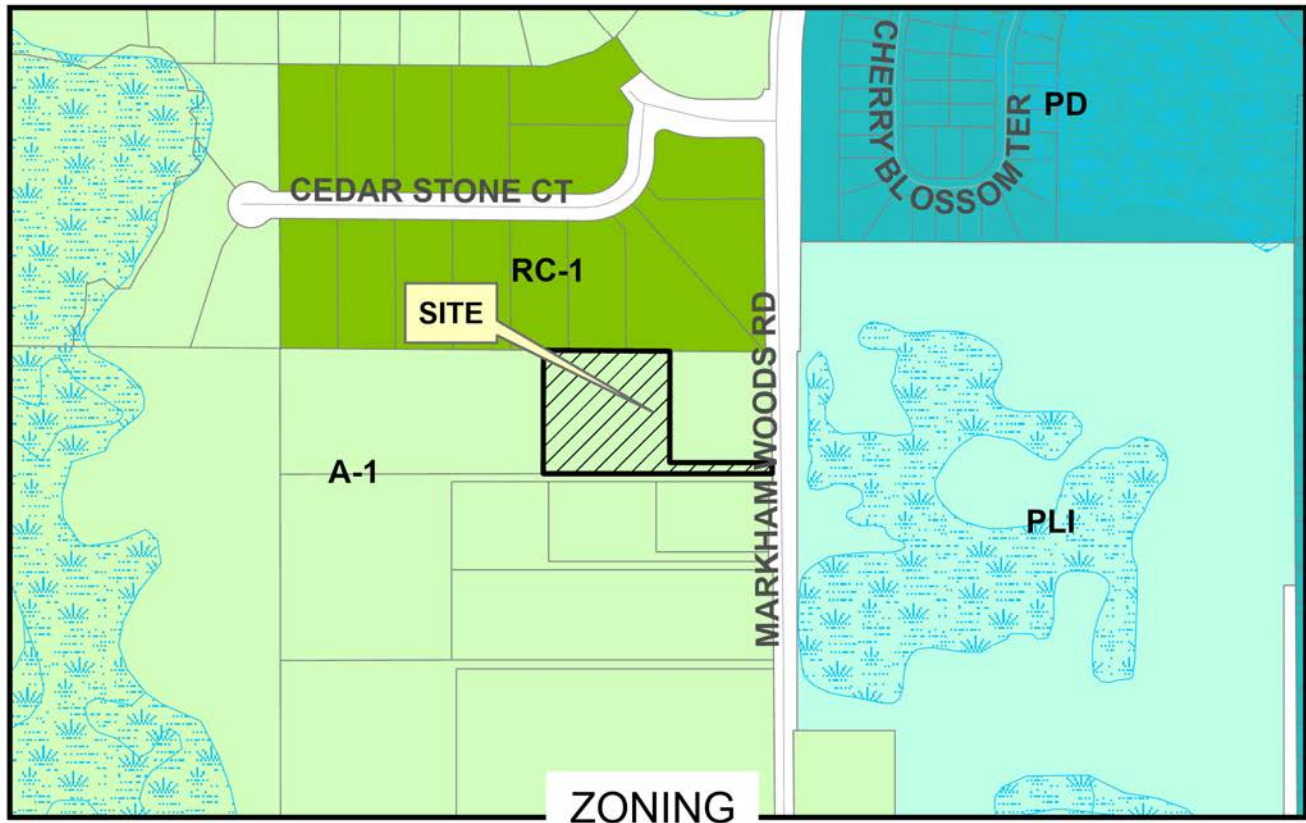 CHERRY BLOSSOM TER
PD
CEDAR STONE CT
RC-1
SITE
MARKHAM WOODS RD
A-1
PLI
ZONING